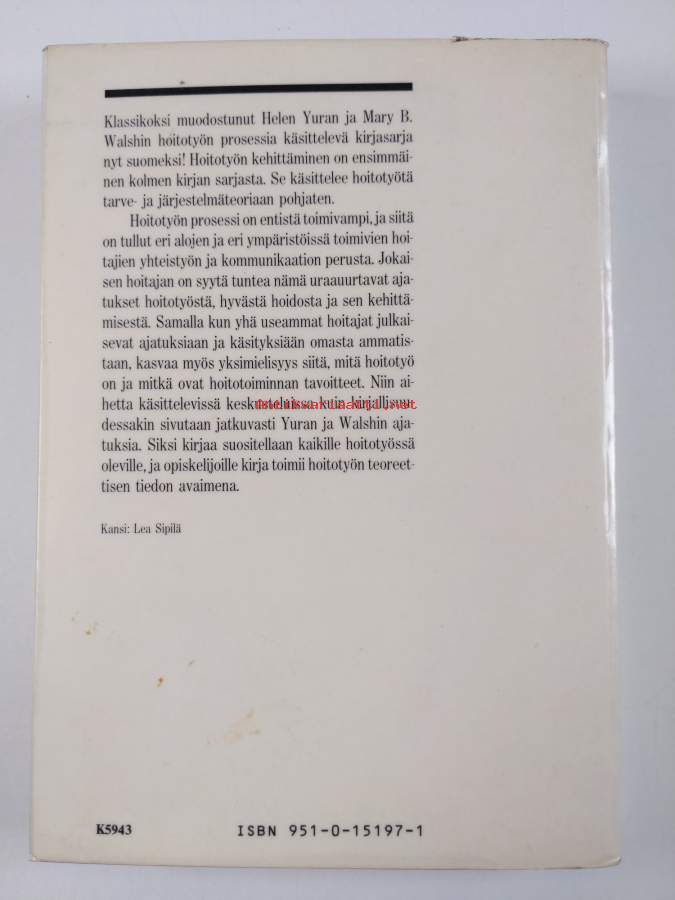 Klassikoksi muodostunut Helen Yuran ja Mary B.
Walshin hoitotyön prosessia käsittelevä kirjasarja
nyt suomeksi! Hoitotyön kehittäminen on ensimmäi-
nen kolmen kirjan sarjasta. Se käsittelee hoitotyötä
tarve- ja järjestelmäteoriaan pohjaten.
Hoitotyön prosessi on entistä toimivampi, ja siitä
on tullut eri alojen ja eri ympäristöissä toimivien hoi-
tajien yhteistyön ja kommunikaation perusta. Jokai-
sen hoitajan on syytä tuntea nämä uraauurtavat aja-
tukset hoitotyöstä, hyvästä hoidosta ja sen kehittä-
misestä. Samalla kun yhä useammat hoitajat julkai-
sevat ajatuksiaan ja käsityksiään omasta ammatis-
taan, kasvaa myös yksimielisyys siitä, mitä hoitotyö
on ja mitkä ovat hoitotoiminnan tavoitteet. Niin ai-
hetta käsittelevissä keskusteluissa kuin kirjallisuu-
dessakin sivutaan jatkuvasti Yuran ja Walshin aja-
tuksia. Siksi kirjaa suositellaan kaikille hoitotyössä
oleville, ja opiskelijoille kirja toimii hoitotyön teoreet-
tisen tiedon avaimena.
Kansi: Lea Sipilä
K5943
ISBN 951-0-15197-1